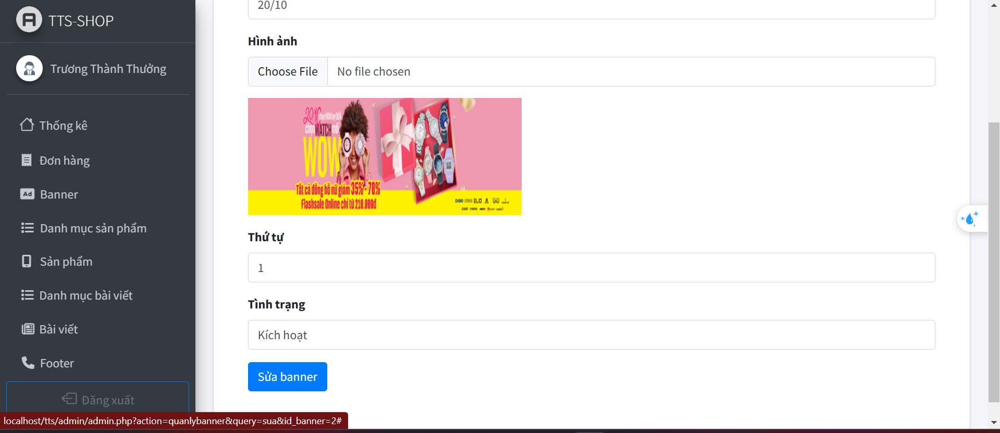 TTS-SHOP
Trương Thành Thưởng
Thống kê
Đơn hàng
Ad Banner
Danh mục sản phẩm
Sản phẩm
Danh mục bài viết
Bài viết
Footer
Đăng xuất
20/10
Hình ảnh
Choose File No file chosen
20/10 chọn HOA hay QUÀ
chọn WATCH mới
WOW
Tất cả đồng hồ nữ giảm 35% - 70%
Flashsale Online chỉ từ 210.000đ
CASIO CITIZEN
Thứ tự
1
Tình trạng
Kích hoạt
Sửa banner
localhost/tts/admin/admin.php?action=quanlybanner&query=sua&id_banner=2#